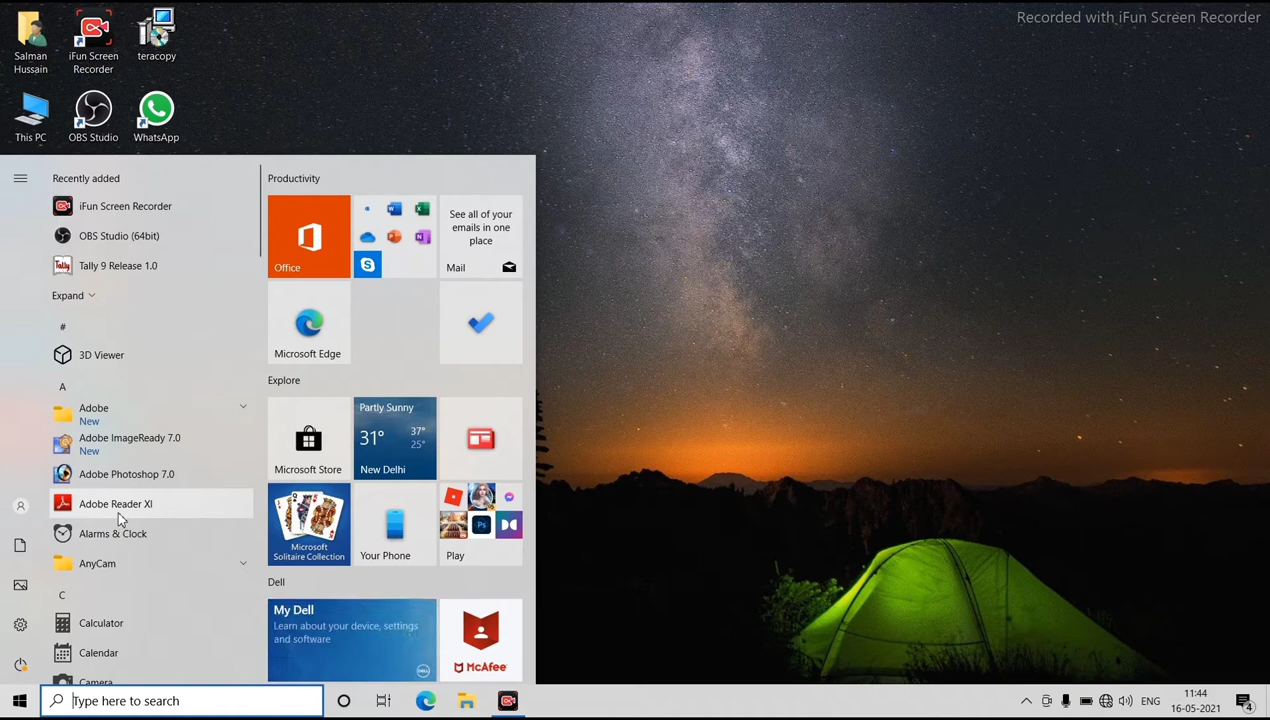 Recorded with iFun Screen Recorder
Salman
Hussain
iFun Screen
Recorder
teracopy
This PC
OBS Studio
WhatsApp
Recently added
iFun Screen Recorder
OBS Studio (64bit)
Tally
Tally 9 Release 1.0
Expand
#
3D Viewer
A
Adobe
New
Adobe ImageReady 7.0
New
Adobe Photoshop 7.0
Adobe Reader XI
Alarms & Clock
AnyCam
C
Calculator
Calendar
Camera
Productivity
Office
See all of your
emails in one
place
Mail
Microsoft Edge
Explore
Microsoft Store
Partly Sunny
31° 37°
25°
New Delhi
Microsoft
Solitaire Collection
Your Phone
Ps
Play
Dell
My Dell
Learn about your device, settings
and software
DELL
McAfee
Type here to search
ENG
11:44
16-05-2021
4